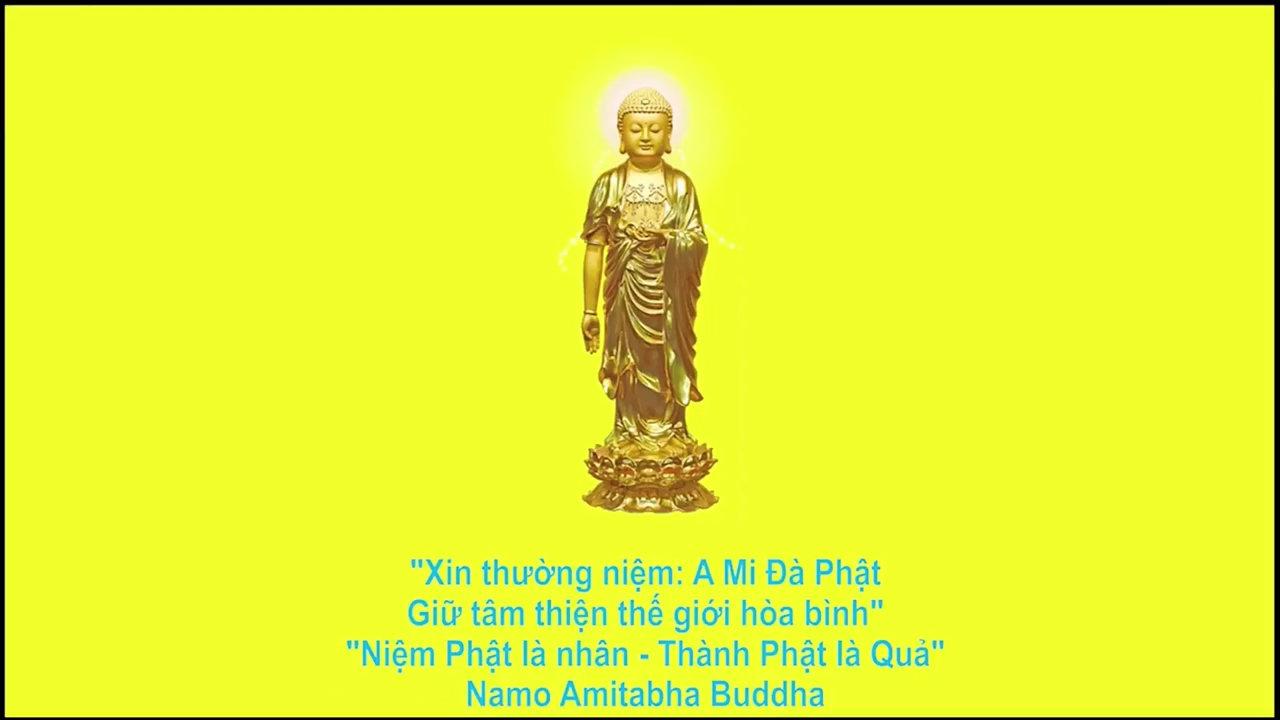 "Xin thường niệm: A Mi Đà Phật
Giữ tâm thiện thế giới hòa bình"
"Niệm Phật là nhân - Thành Phật là Quả"
Namo Amitabha Buddha